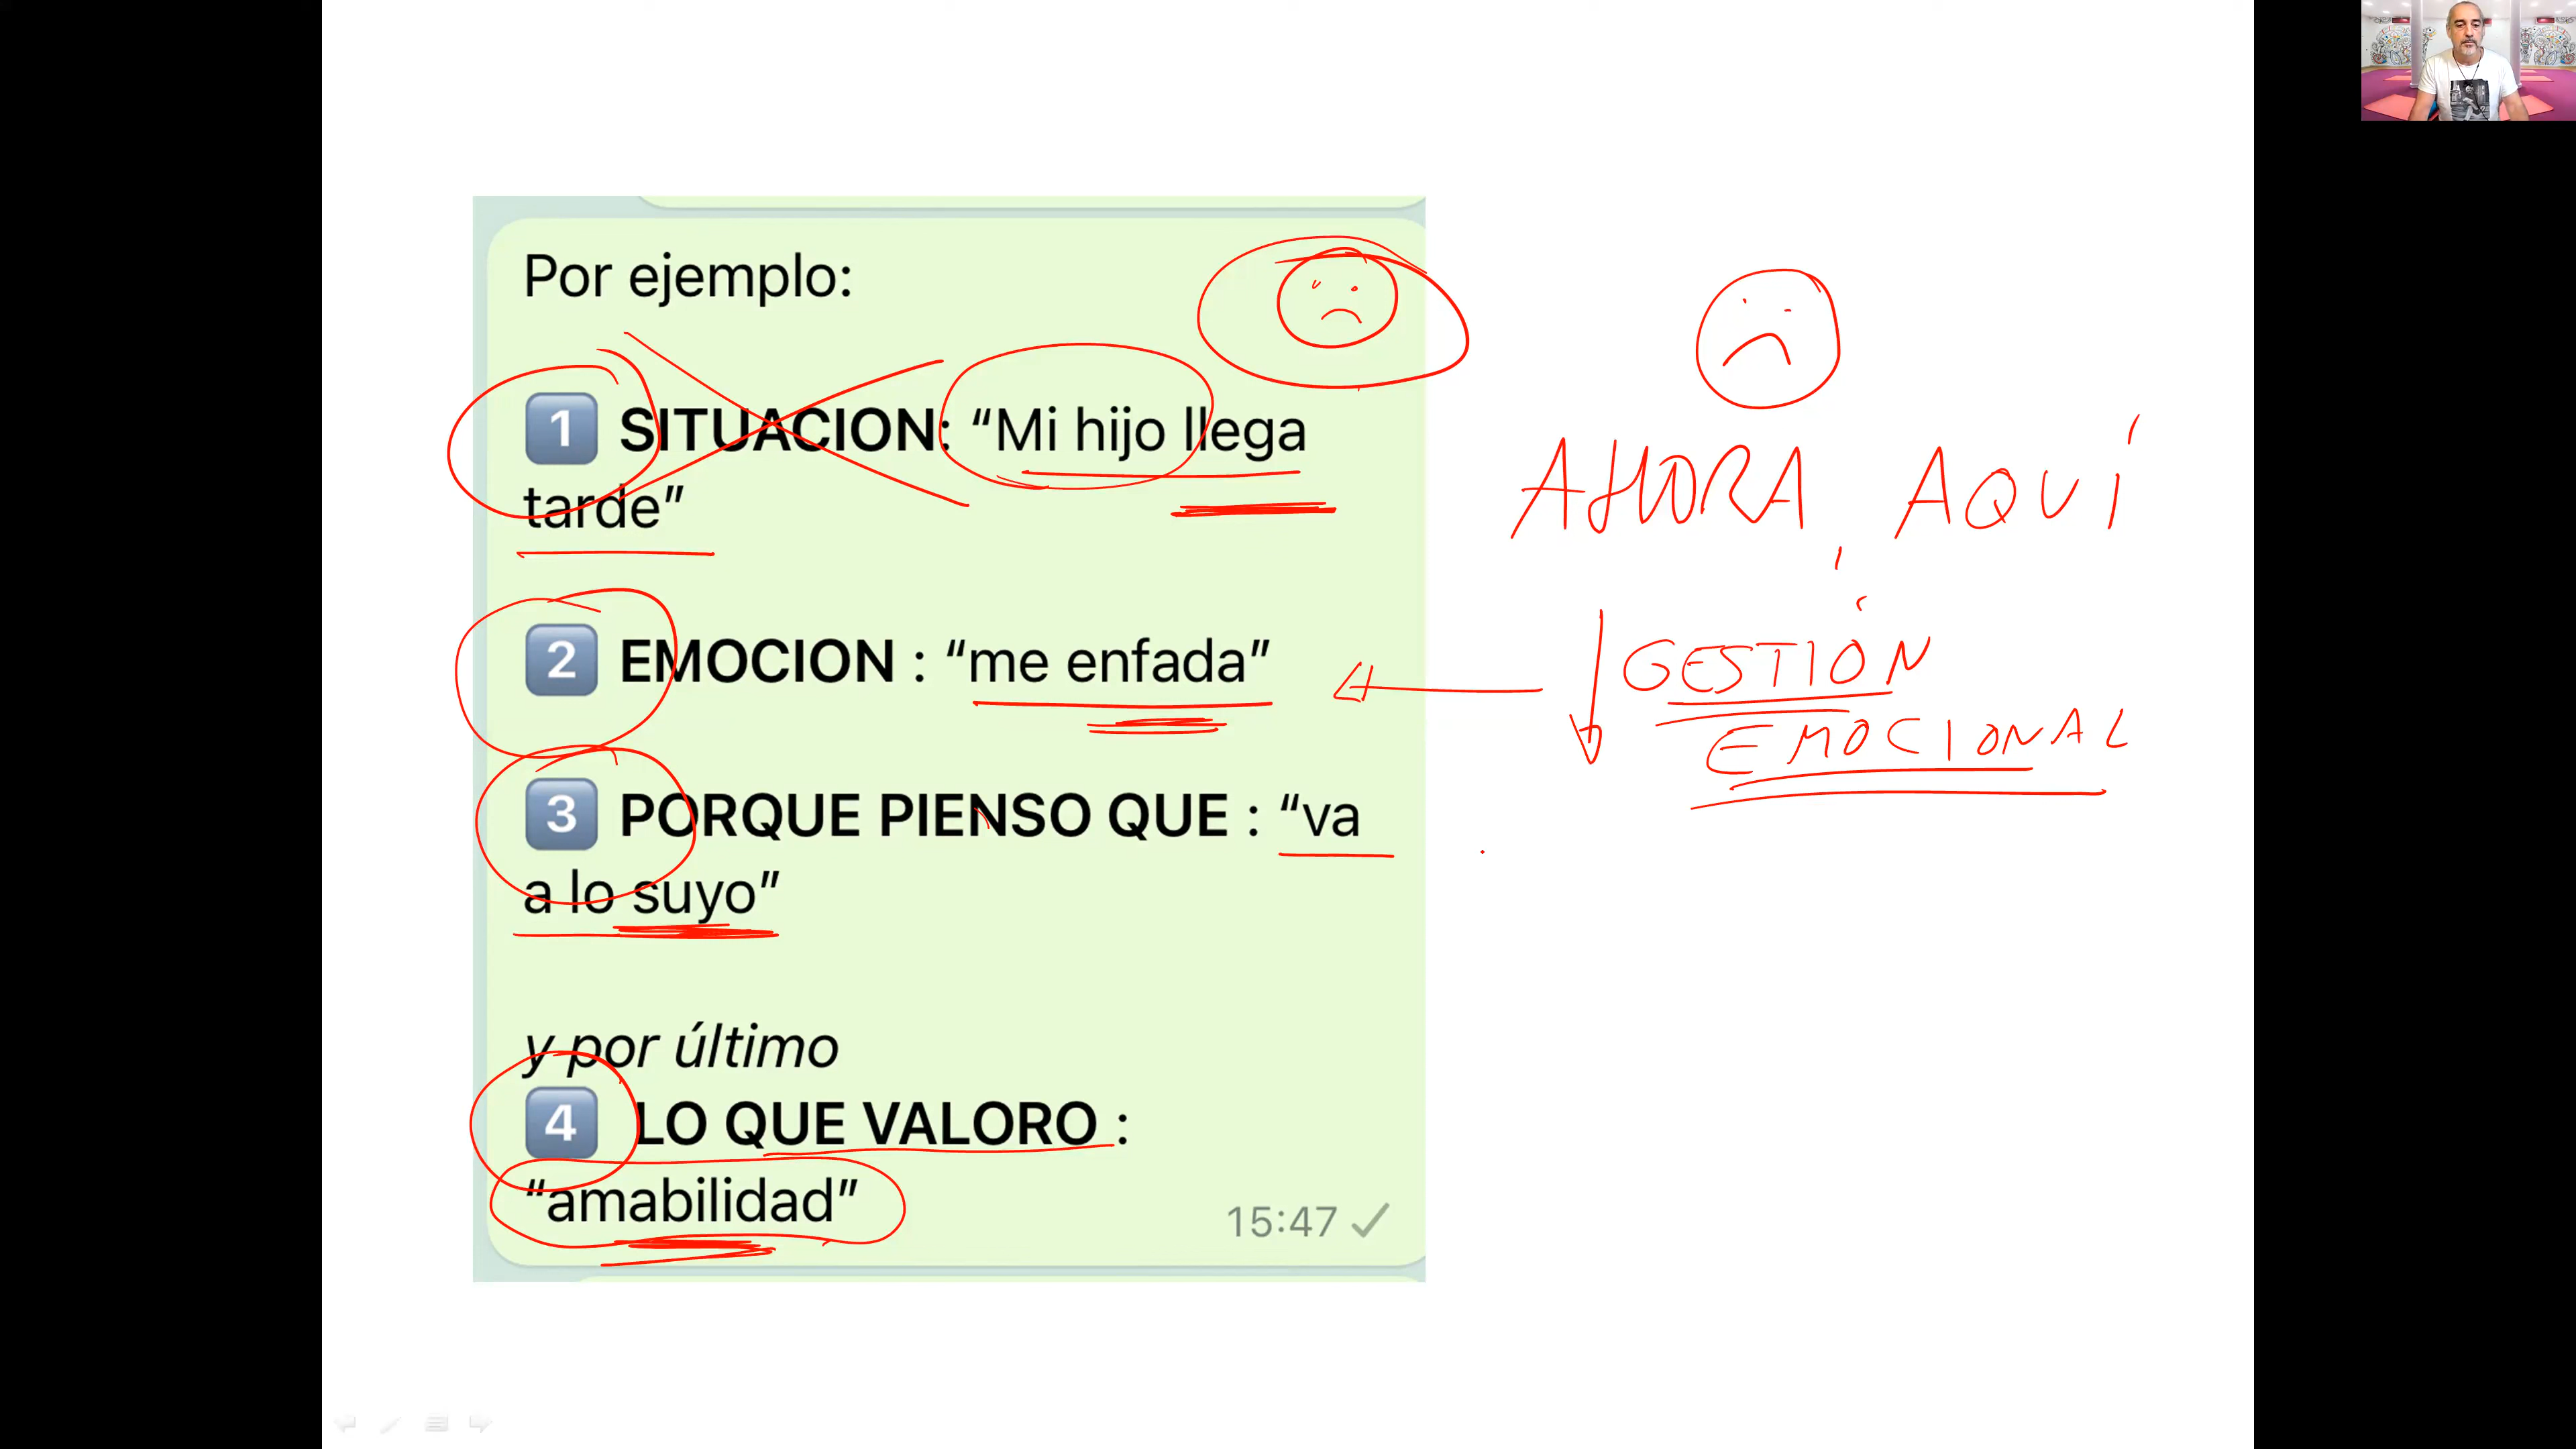 Por ejemplo:
1 SITUACION: “Mi hijo llega
tarde”
2 EMOCION : “me enfada”
3 PORQUE PIENSO QUE : “va
a lo suyo”
y por último
4 LO QUE VALORO :
“amabilidad”
15:47
AHORA AQUÍ
GESTIÓN
EMOCIONAL